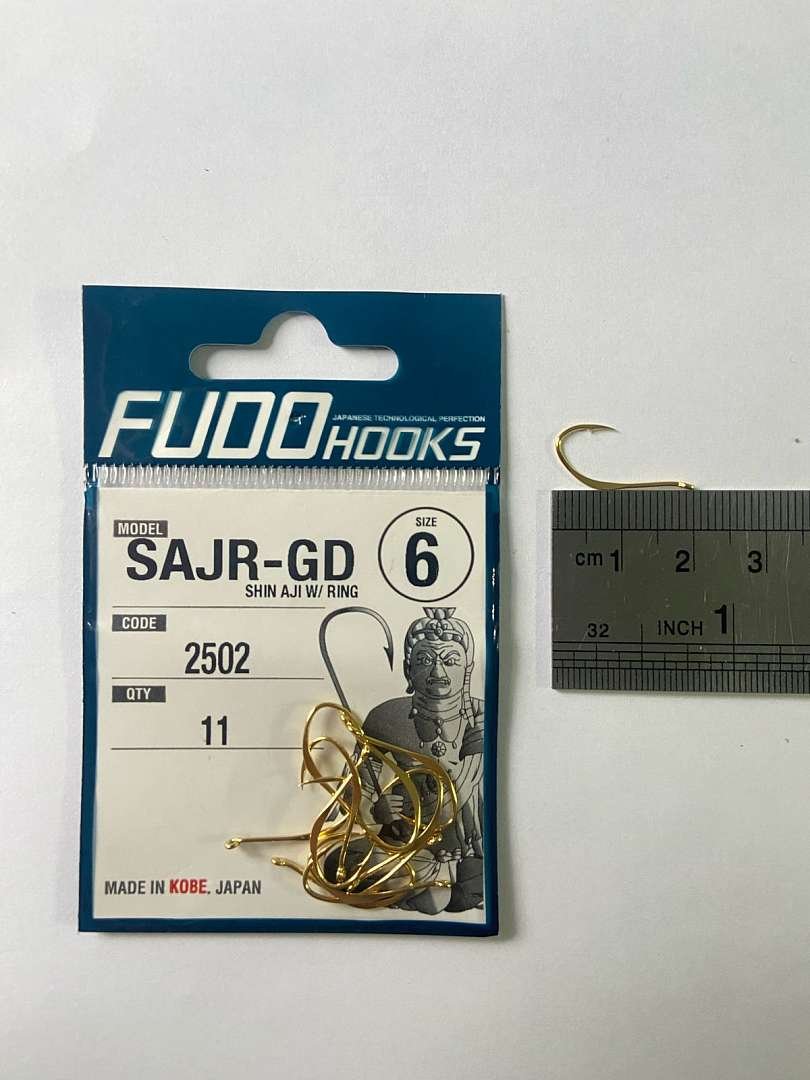 JAPANESE TECHNOLOGICAL PERFECTION
FUDO HOOKS
MODEL
SAJR-GD
SHIN AJI W/ RING
SIZE
6
CODE
2502
QTY
11
MADE IN KOBE, JAPAN
cm 1 2 3
32 INCH 1